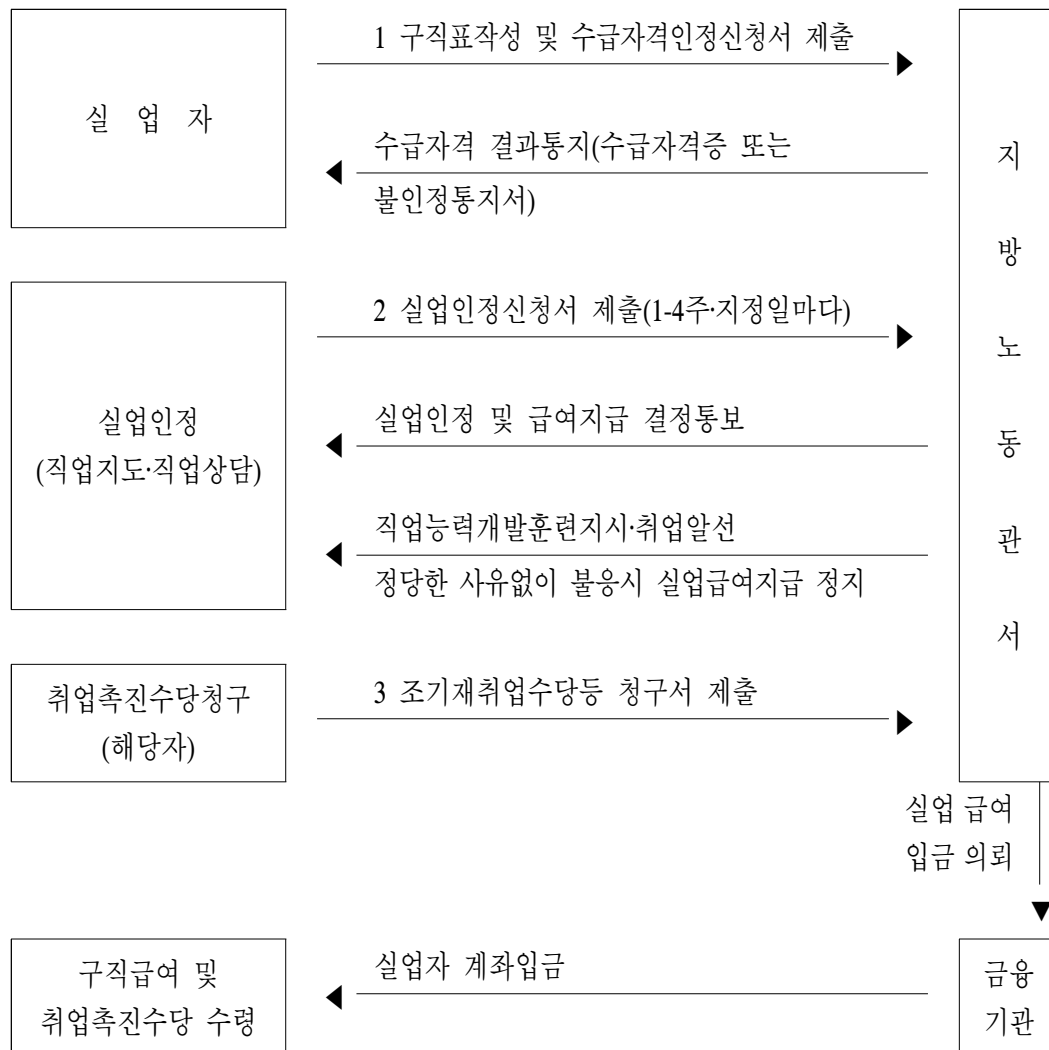 1 구직표작성 및 수급자격인정신청서 제출
실 업 자
수급자격 결과통지(수급자격증 또는
불인정통지서)
2 실업인정신청서 제출(1-4주·지정일마다)
실업인정
(직업지도·직업상담)
실업인정 및 급여지급 결정통보
직업능력개발훈련지시·취업알선
정당한 사유없이 불응시 실업급여지급 정지
취업촉진수당청구
(해당자)
3 조기재취업수당등 청구서 제출
지
방
노
동
관
서
실업 급여
입금 의뢰
구직급여 및
취업촉진수당 수령
실업자 계좌입금
금융
기관